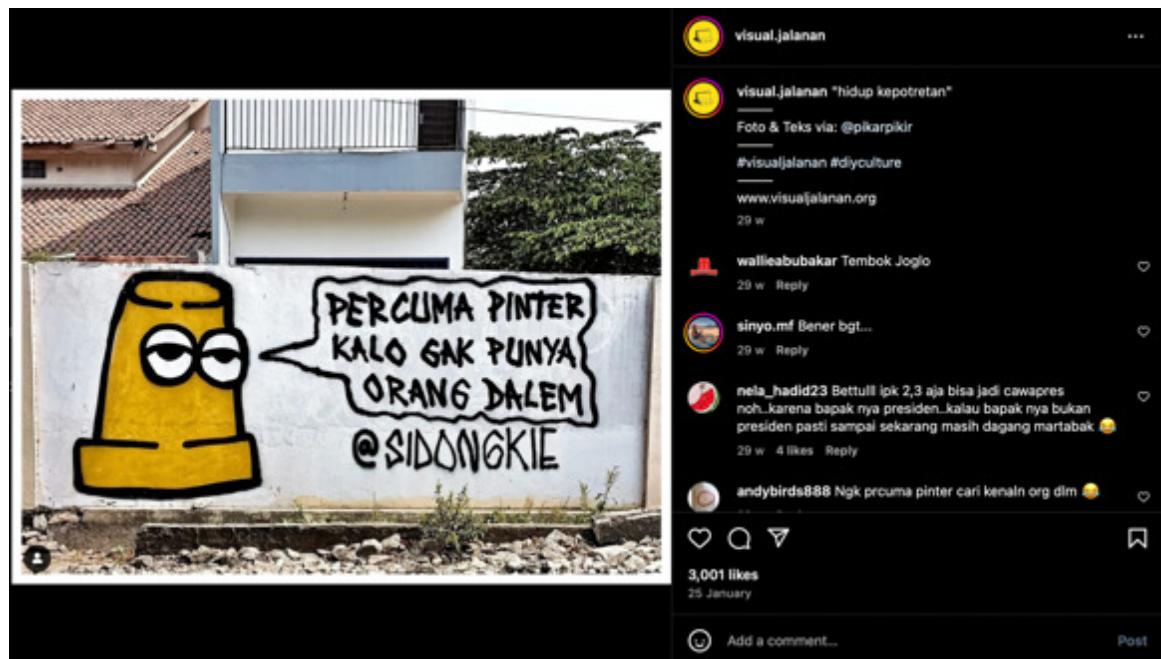 PERCUMA PINTER
KALO GAK PUNYA
ORANG DALEM
@SIDONGKIE
visual.jalanan
visual.jalanan "hidup kepotretan"
Foto & Teks via: @pikarpikir
#visualjalanan #diyculture
www.visualjalanan.org
29 w
wallieabubakar Tembok Joglo
29 w Reply
sinyo.mf Bener bgt...
29 w Reply
nela_hadid23 Bettulll ipk 2,3 aja bisa jadi cawapres
noh..karena bapak nya presiden..kalau bapak nya bukan
presiden pasti sampai sekarang masih dagang martabak 😂
29 w 4 likes Reply
andybirds888 Ngk prcuma pinter cari kenaln org dlm 😂
3,001 likes
25 January
Add a comment...
Post